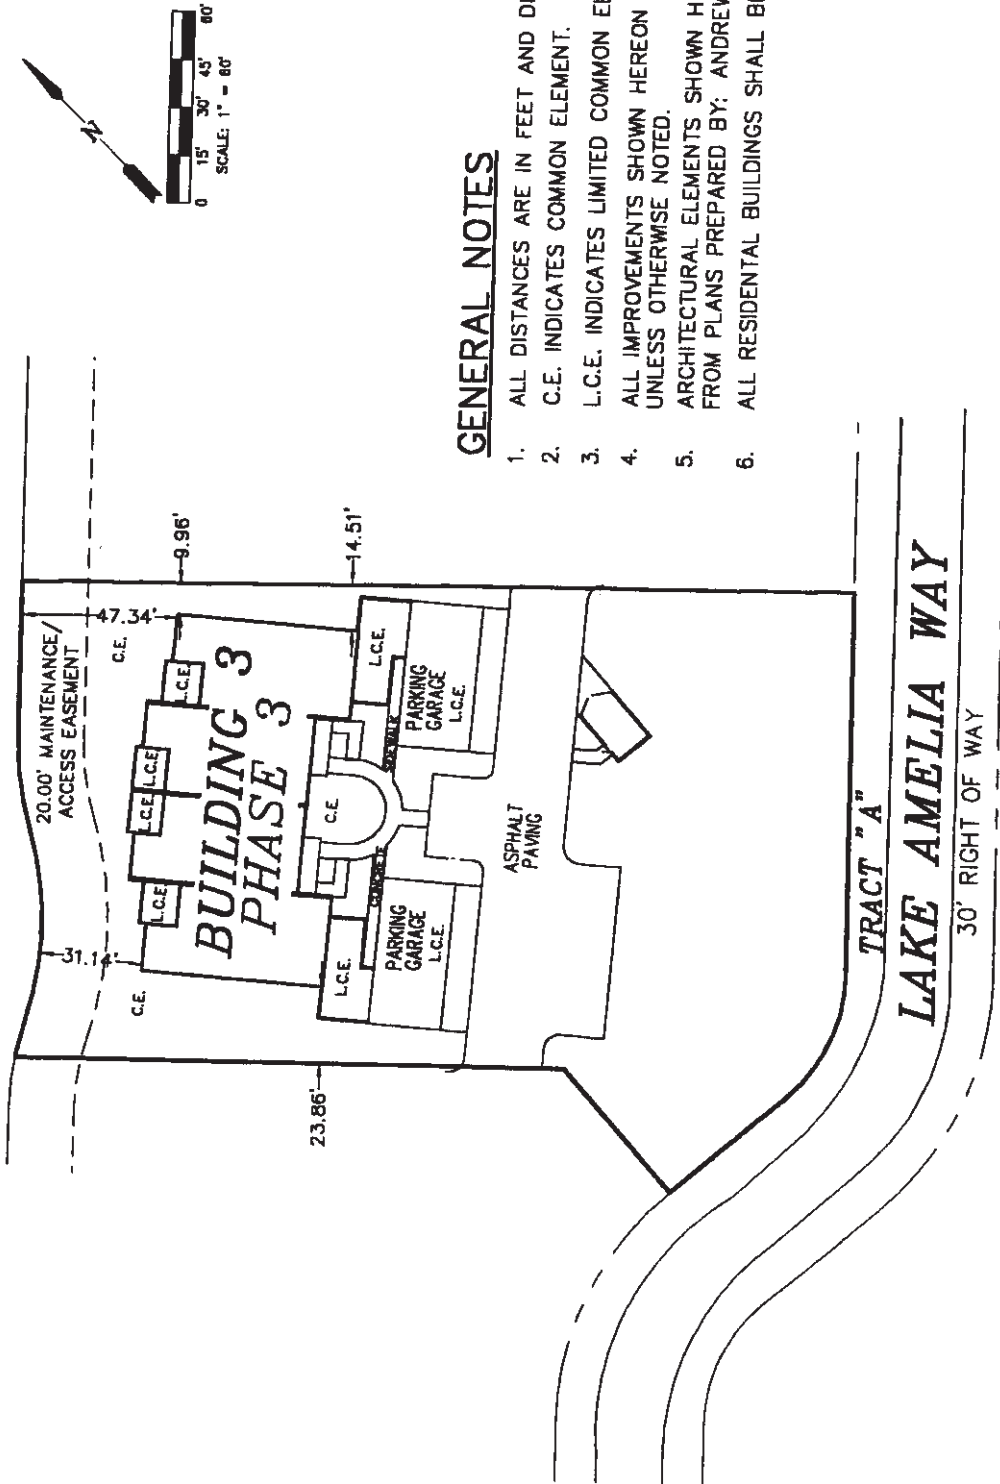 N
0 15' 30' 45' 60'
SCALE: 1" = 60'
20.00' MAINTENANCE/
ACCESS EASEMENT
47.34'
C.E.
9.96'
31.14'
C.E.
L.C.E.
L.C.E.
L.C.E.
L.C.E.
BUILDING 3
PHASE 3
14.51'
23.86'
L.C.E.
C.E.
L.C.E.
CONCRETE
SIDEWALK
PARKING
GARAGE
L.C.E.
PARKING
GARAGE
L.C.E.
ASPHALT
PAVING
TRACT "A"
LAKE AMELIA WAY
30' RIGHT OF WAY
GENERAL NOTES
1. ALL DISTANCES ARE IN FEET AND
2. C.E. INDICATES COMMON ELEMENT.
3. L.C.E. INDICATES LIMITED COMMON
4. ALL IMPROVEMENTS SHOWN HEREON
UNLESS OTHERWISE NOTED.
5. ARCHITECTURAL ELEMENTS SHOWN
FROM PLANS PREPARED BY: ANDREW
6. ALL RESIDENTAL BUILDINGS SHALL